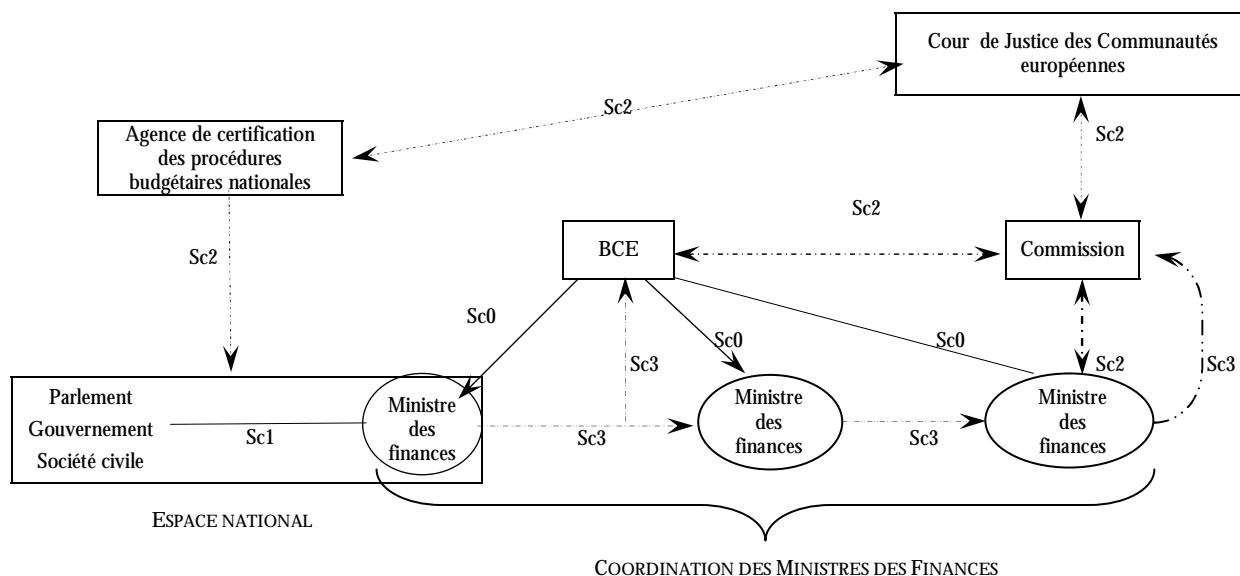 Cour de Justice des Communautés
européennes
Sc2
Agence de certification
des procédures
budgétaires nationales
Sc2
Sc2
Sc2
BCE
Commission
Sc0
Sc0
Sc0
Sc3
Sc2
Sc3
Parlement
Gouvernement
Société civile
Sc1
Ministre
des
finances
Sc3
Ministre
des
finances
Sc3
Ministre
des
finances
ESPACE NATIONAL
COORDINATION DES MINISTRES DES FINANCES